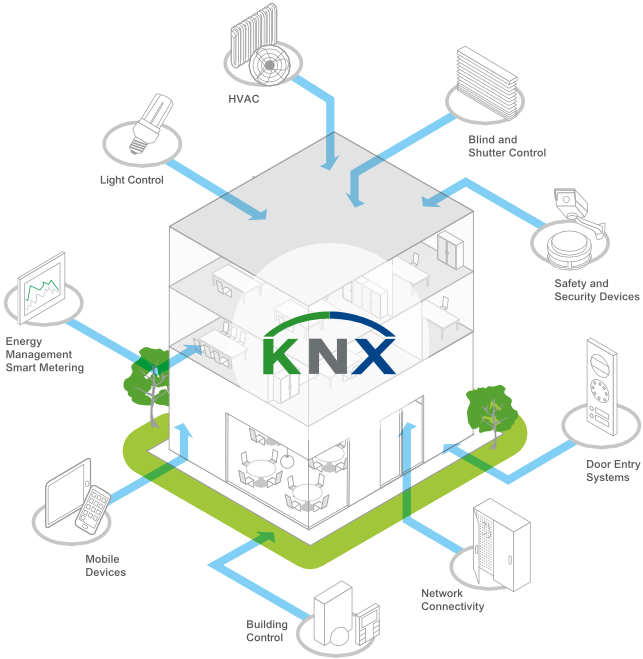 HVAC
Blind and
Shutter Control
Light Control
Safety and
Security Devices
Energy
Management
Smart Metering
KNX
Door Entry
Systems
Mobile
Devices
Network
Connectivity
Building
Control